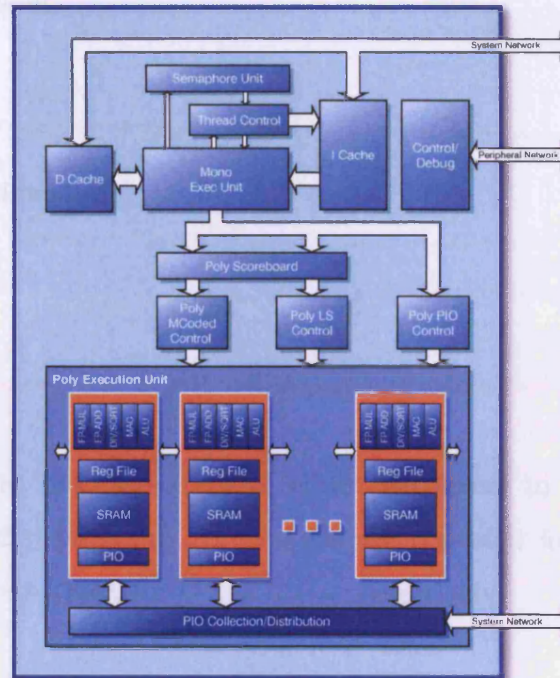 System Network
Semaphore Unit
Thread Control
D Cache
Mono
Exec Unit
I Cache
Control/
Debug
Peripheral Network
Poly Scoreboard
Poly
MCoded
Control
Poly LS
Control
Poly PIO
Control
Poly Execution Unit
FP MUL
FP ADD
DIV/SQRT
MAC
ALU
FP MUL
FP ADD
DIV/SQRT
MAC
ALU
FP MUL
FP ADD
DIV/SQRT
MAC
ALU
Reg File
Reg File
Reg File
SRAM
SRAM
SRAM
PIO
PIO
PIO
PIO Collection/Distribution
System Network